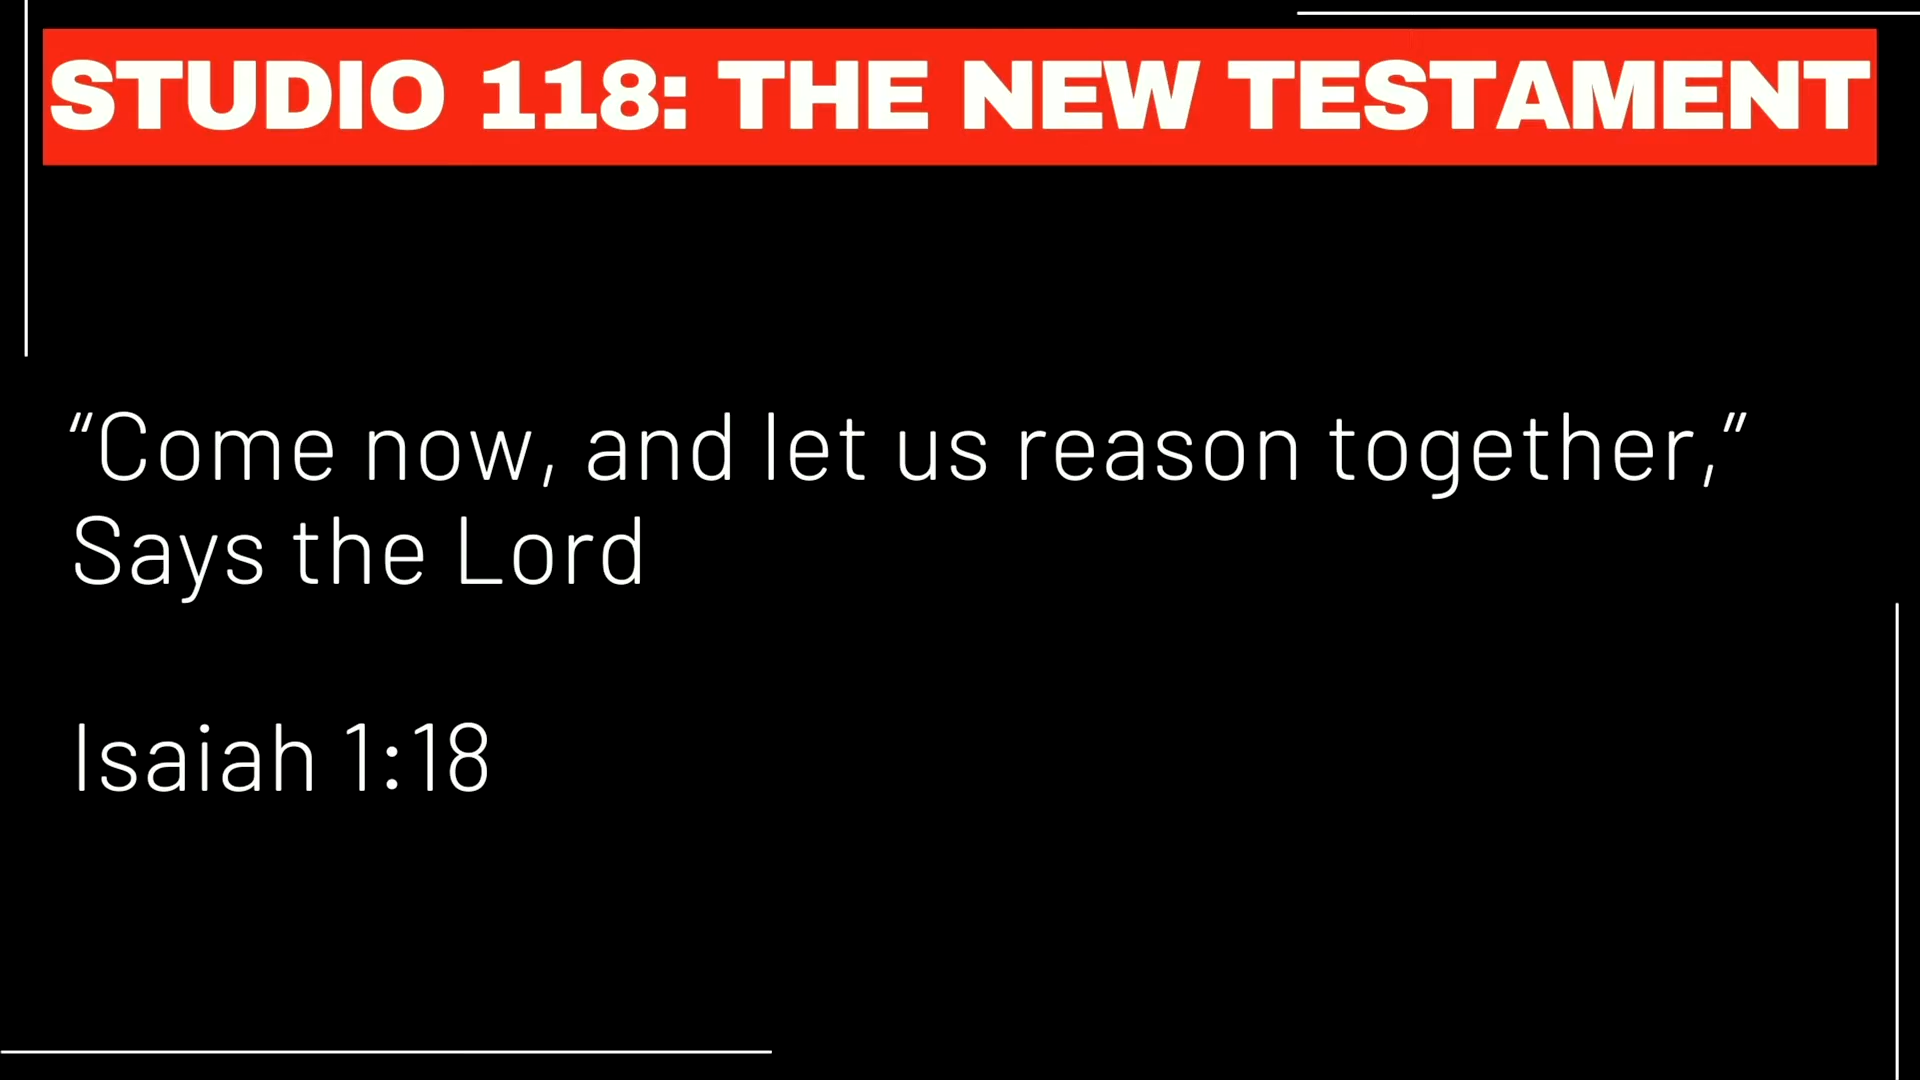 STUDIO 118: THE NEW TESTAMENT
“Come now, and let us reason together,”
Says the Lord
Isaiah 1:18